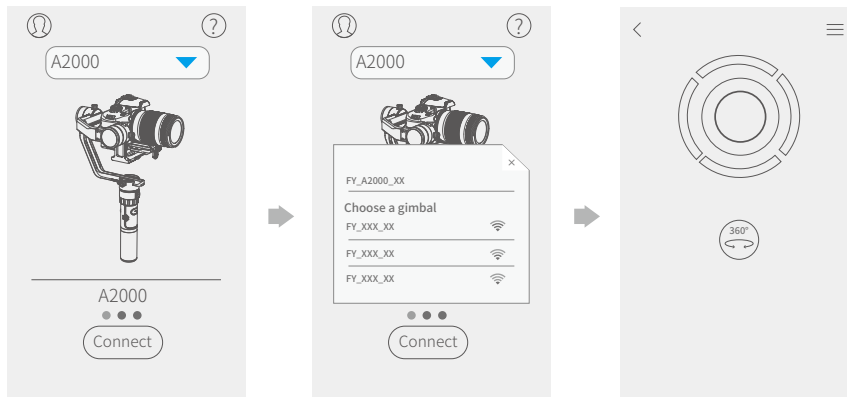 ?
A2000
A2000
Connect
?
A2000
×
FY_A2000_XX
Choose a gimbal
FY_XXX_XX
FY_XXX_XX
FY_XXX_XX
Connect
360°